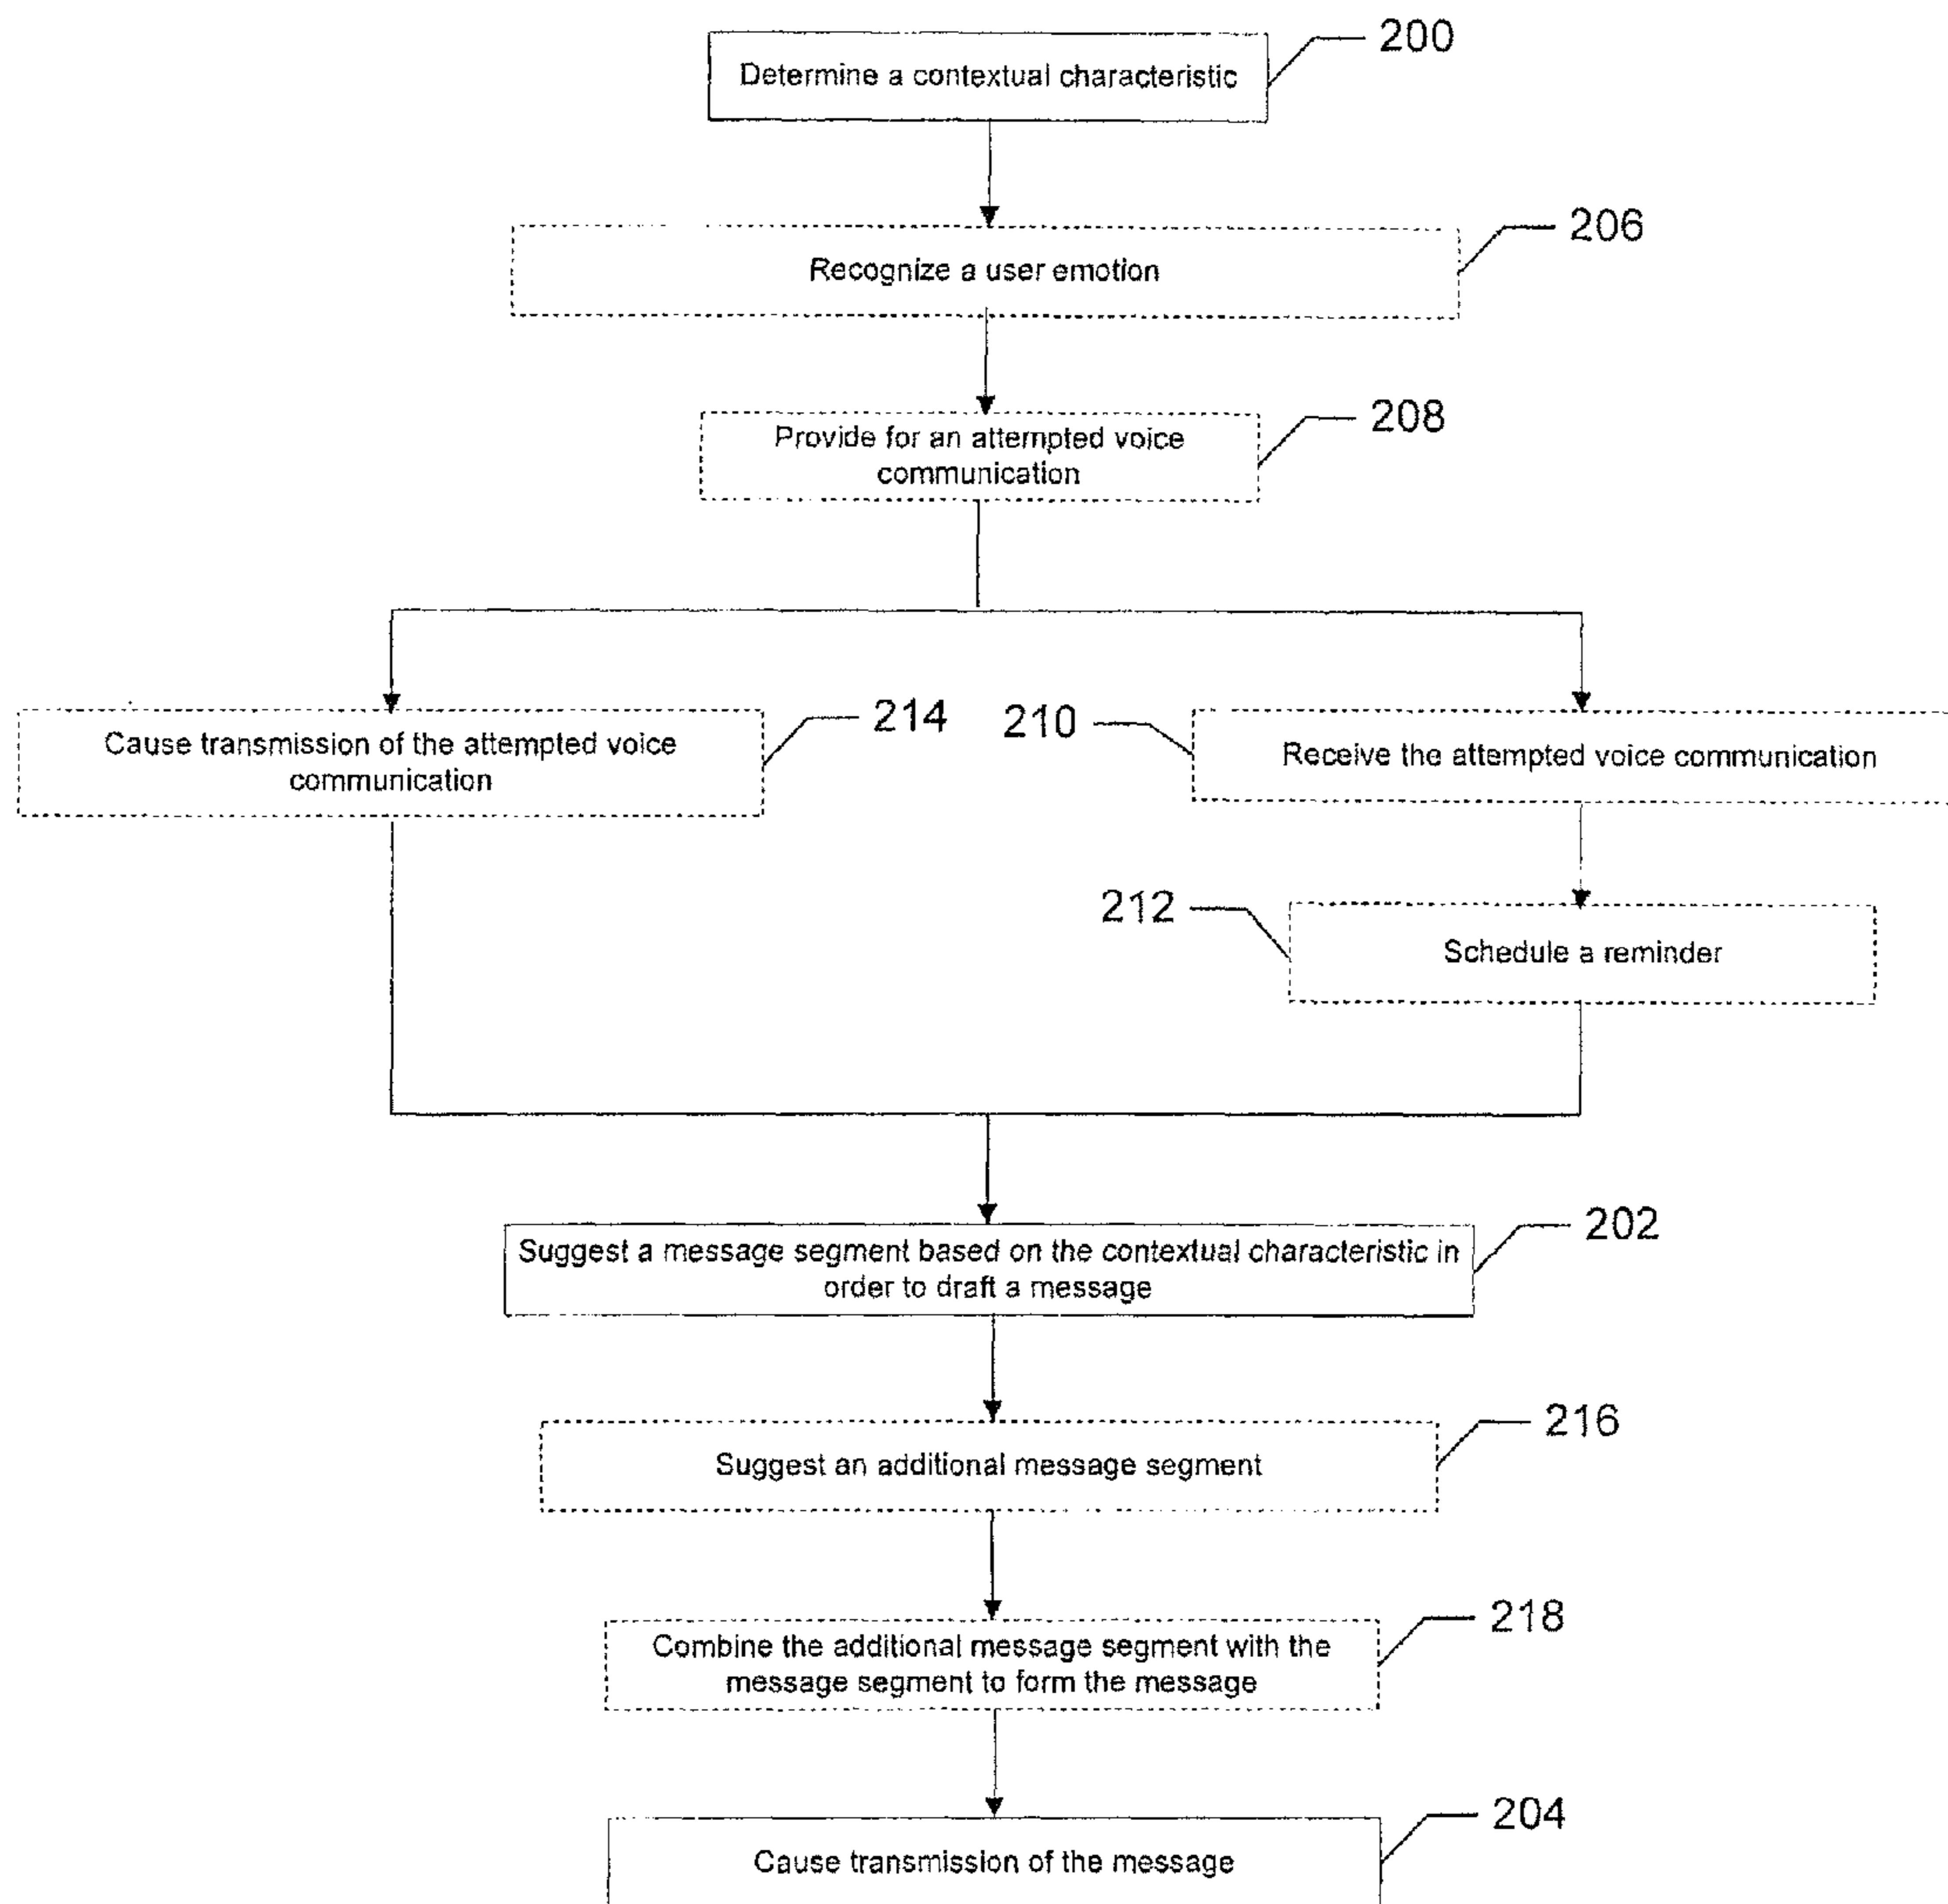 200
Determine a contextual characteristic
206
Recognize a user emotion
208
Provide for an attempted voice
communication
214
Cause transmission of the attempted voice
communication
210
Receive the attempted voice communication
212
Schedule a reminder
202
Suggest a message segment based on the contextual characteristic in
order to draft a message
216
Suggest an additional message segment
218
Combine the additional message segment with the
message segment to form the message
204
Cause transmission of the message